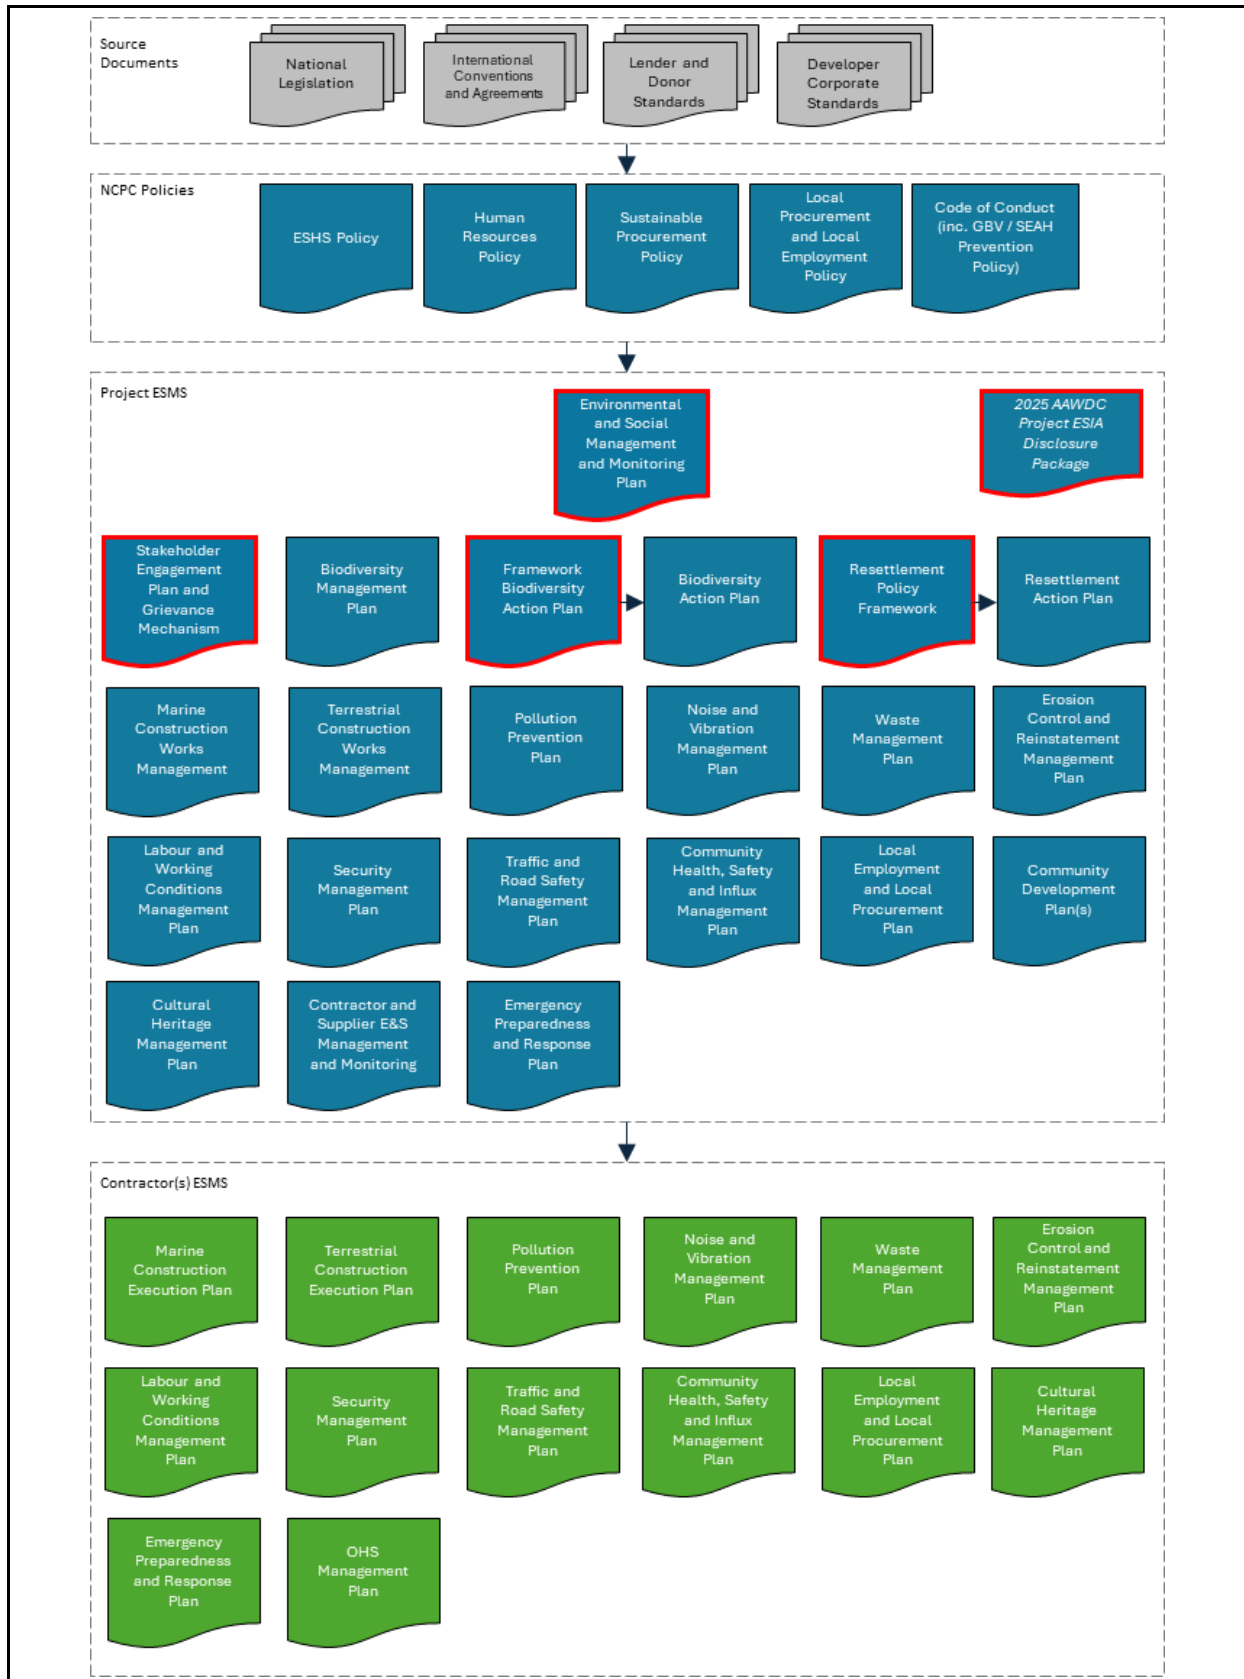 Source
Documents
National
Legislation
International
Conventions
and Agreements
Lender and
Donor
Standards
Developer
Corporate
Standards
NCPC Policies
ESHS Policy
Human
Resources
Policy
Sustainable
Procurement
Policy
Local
Procurement
and Local
Employment
Policy
Code of Conduct
(inc. GBV / SEAH
Prevention
Policy)
Project ESMS
Environmental
and Social
Management
and Monitoring
Plan
2025 AAWDC
Project ESIA
Disclosure
Package
Stakeholder
Engagement
Plan and
Grievance
Mechanism
Biodiversity
Management
Plan
Framework
Biodiversity
Action Plan
Biodiversity
Action Plan
Resettlement
Policy
Framework
Resettlement
Action Plan
Marine
Construction
Works
Management
Terrestrial
Construction
Works
Management
Pollution
Prevention
Plan
Noise and
Vibration
Management
Plan
Waste
Management
Plan
Erosion
Control and
Reinstatement
Management
Plan
Labour and
Working
Conditions
Management
Plan
Security
Management
Plan
Traffic and
Road Safety
Management
Plan
Community
Health, Safety
and Influx
Management
Plan
Local
Employment
and Local
Procurement
Plan
Community
Development
Plan(s)
Cultural
Heritage
Management
Plan
Contractor and
Supplier E&S
Management
and Monitoring
Emergency
Preparedness
and Response
Plan
Contractor(s) ESMS
Marine
Construction
Execution Plan
Terrestrial
Construction
Execution Plan
Pollution
Prevention
Plan
Noise and
Vibration
Management
Plan
Waste
Management
Plan
Erosion
Control and
Reinstatement
Management
Plan
Labour and
Working
Conditions
Management
Plan
Security
Management
Plan
Traffic and
Road Safety
Management
Plan
Community
Health, Safety
and Influx
Management
Plan
Local
Employment
and Local
Procurement
Plan
Cultural
Heritage
Management
Plan
Emergency
Preparedness
and Response
Plan
OHS
Management
Plan